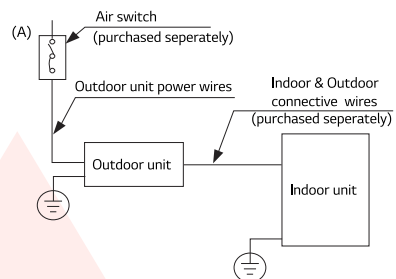 (A)
Air switch
(purchased seperately)
Outdoor unit power wires
Indoor & Outdoor
connective wires
(purchased seperately)
Outdoor unit
Indoor unit